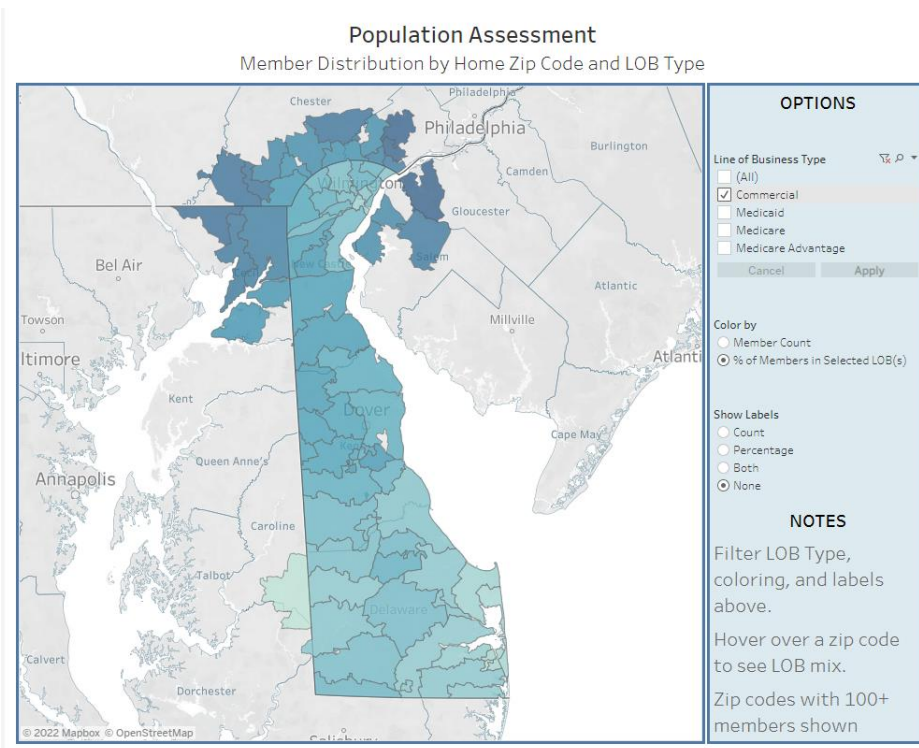 Population Assessment
Member Distribution by Home Zip Code and LOB Type
Philadelphia
Chester
Philadelphia
Burlington
Camden
Wilmington
Gloucester
Salem
New Castle
Bel Air
Atlantic
Towson
Millville
ltimore
Atlanti
Kent
Dover
Kent
Cape May
Queen Anne's
Annapolis
Caroline
Talbot
Delaware
Calvert
Dorchester
Salisbury
© 2022 Mapbox © OpenStreetMap
OPTIONS
Line of Business Type
(All)
Commercial
Medicaid
Medicare
Medicare Advantage
Cancel Apply
Color by
Member Count
% of Members in Selected LOB(s)
Show Labels
Count
Percentage
Both
None
NOTES
Filter LOB Type,
coloring, and labels
above.
Hover over a zip code
to see LOB mix.
Zip codes with 100+
members shown